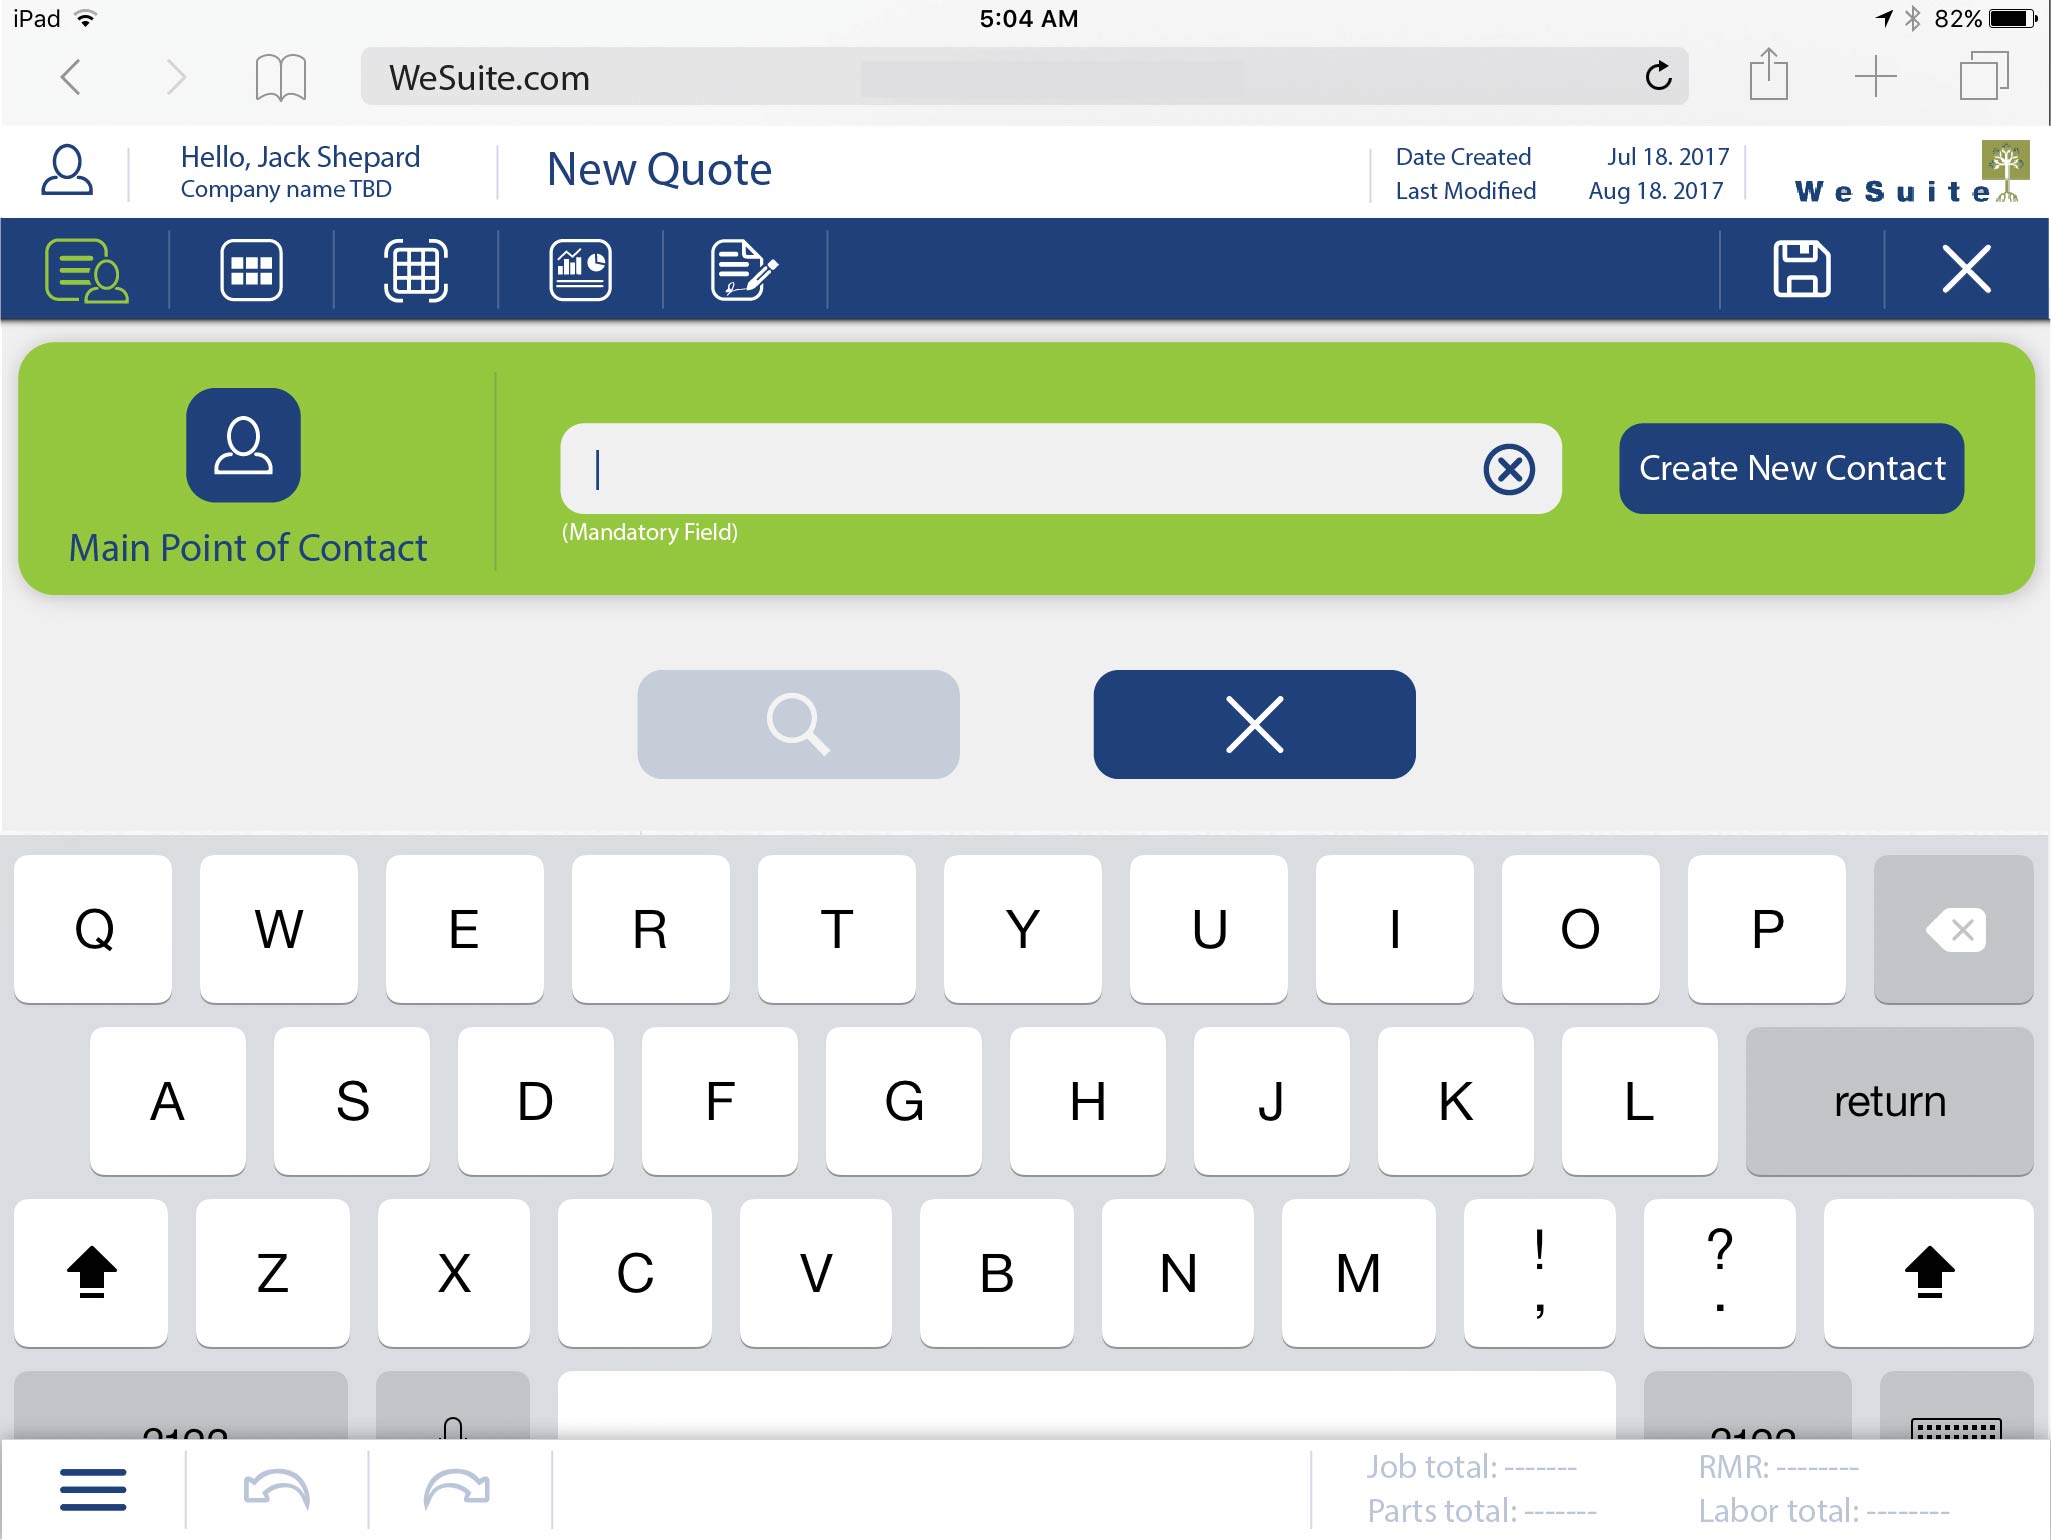 iPad 5:04 AM 82%
WeSuite.com
Hello, Jack Shepard
Company name TBD
New Quote
Date Created Jul 18. 2017
Last Modified Aug 18. 2017
WeSuite
Create New Contact
(Mandatory Field)
Main Point of Contact
Q W E R T Y U I O P
A S D F G H J K L return
Z X C V B N M ! , ? .
Job total: ------- RMR: --------
Parts total: ------- Labor total: --------